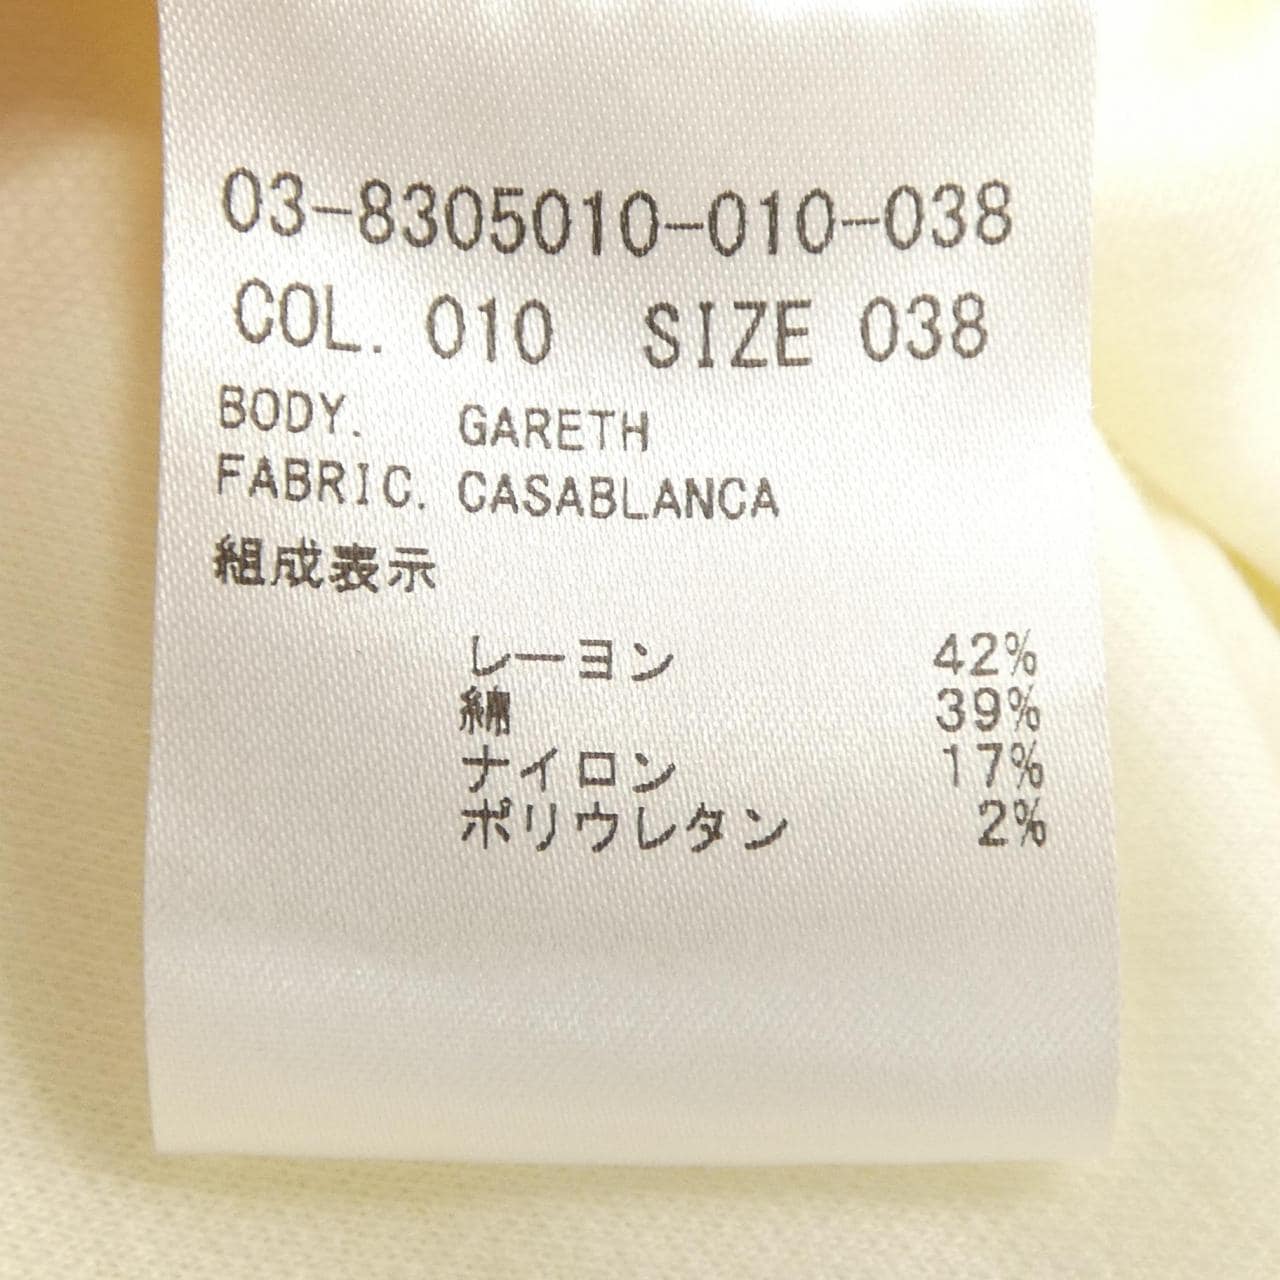 03-8305010-010-038
COL. 010 SIZE 038
BODY. GARETH
FABRIC. CASABLANCA
組成表示
レーヨン 42%
綿 39%
ナイロン 17%
ポリウレタン 2%